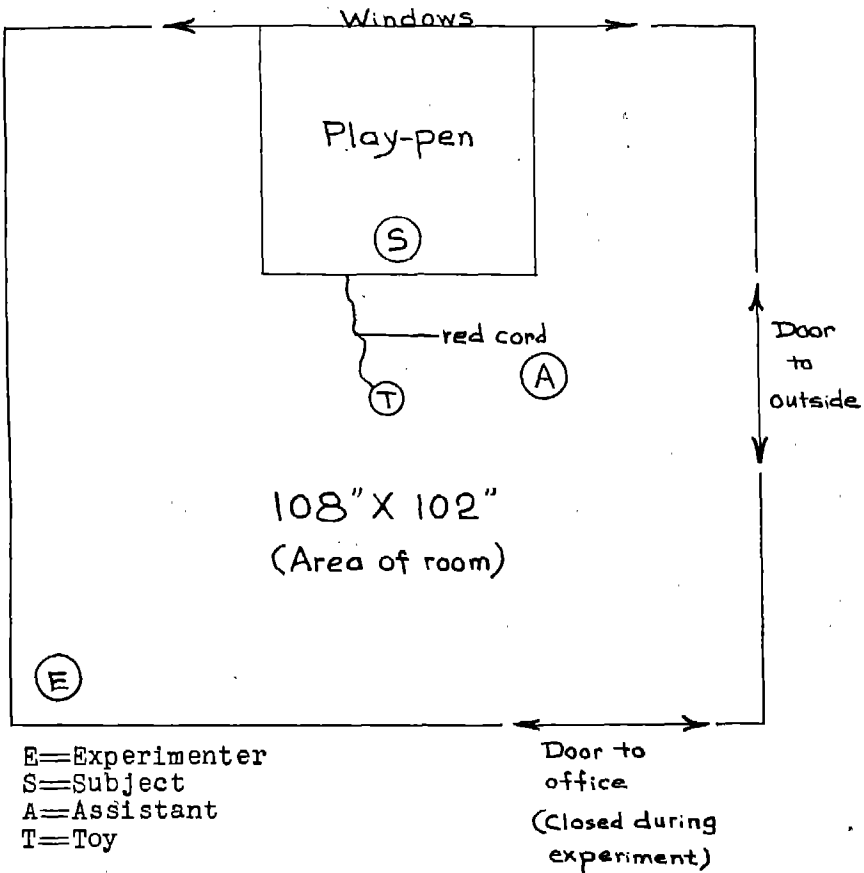 Windows
Play-pen
S
red cord
A
T
Door
to
outside
108" X 102"
(Area of room)
E
E==Experimenter
S==Subject
A==Assistant
T==Toy
Door to
office
(Closed during
experiment)